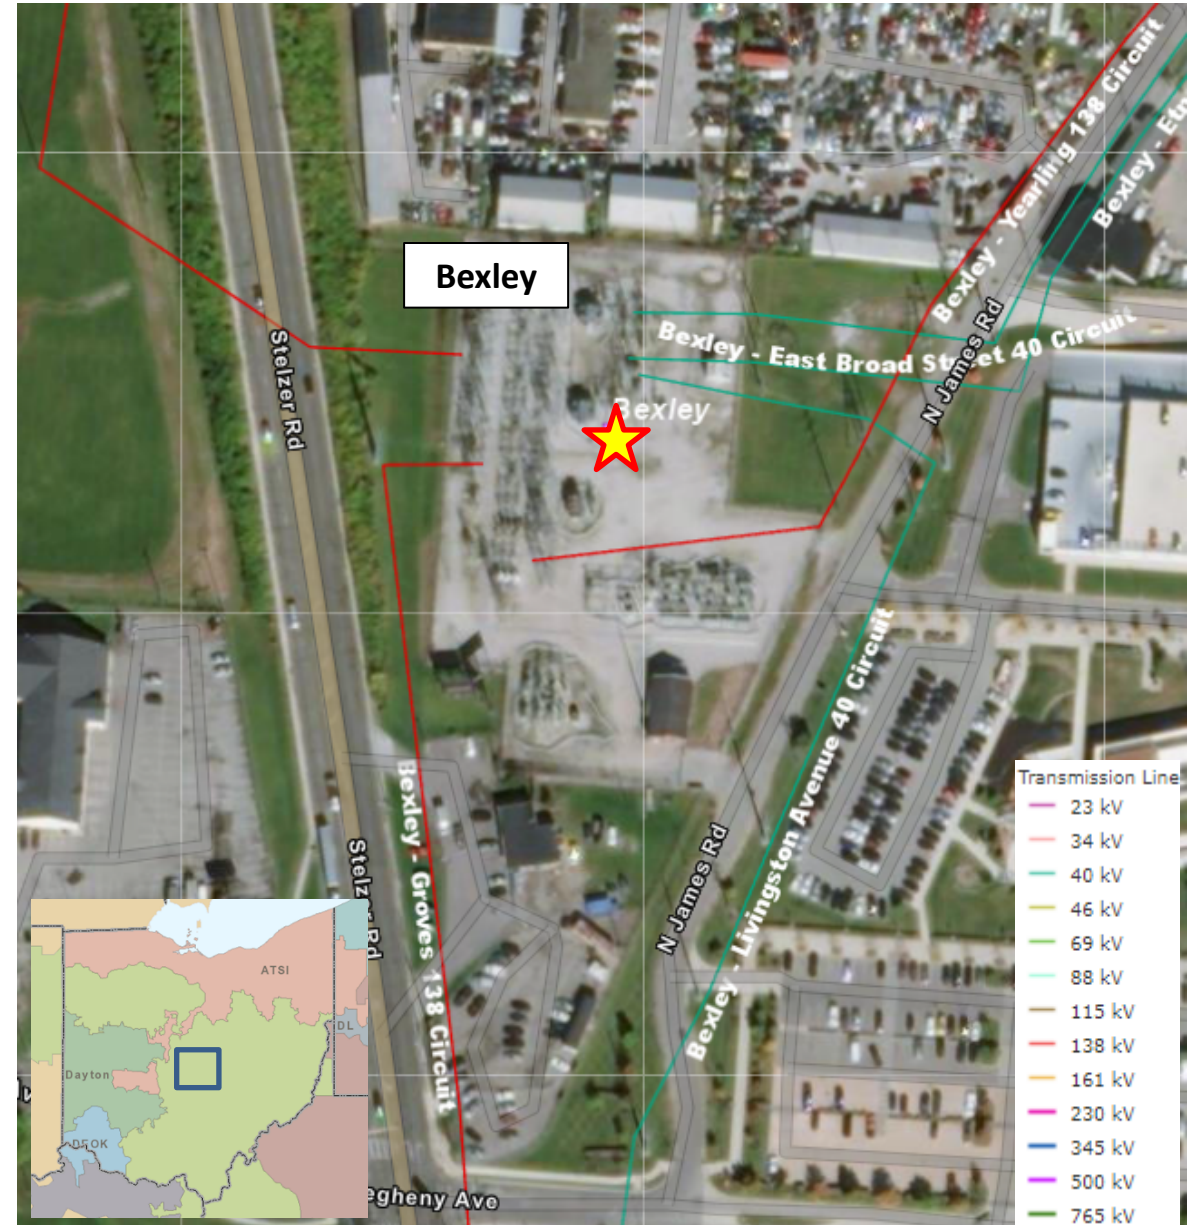 Bexley - Yearling 138 Circuit
Bexley
Bexley - East Broad Street 40 Circuit
Stelzer Rd
N James Rd
Bexley
Bexley - Livingston Avenue 40 Circuit
Bexley - Groves 138 Circuit
N James Rd
Stelzer Rd
Transmission Line
23 kV
34 kV
40 kV
46 kV
69 kV
88 kV
115 kV
138 kV
161 kV
230 kV
345 kV
500 kV
765 kV
ATSI
DL
Dayton
DEOK
egheny Ave